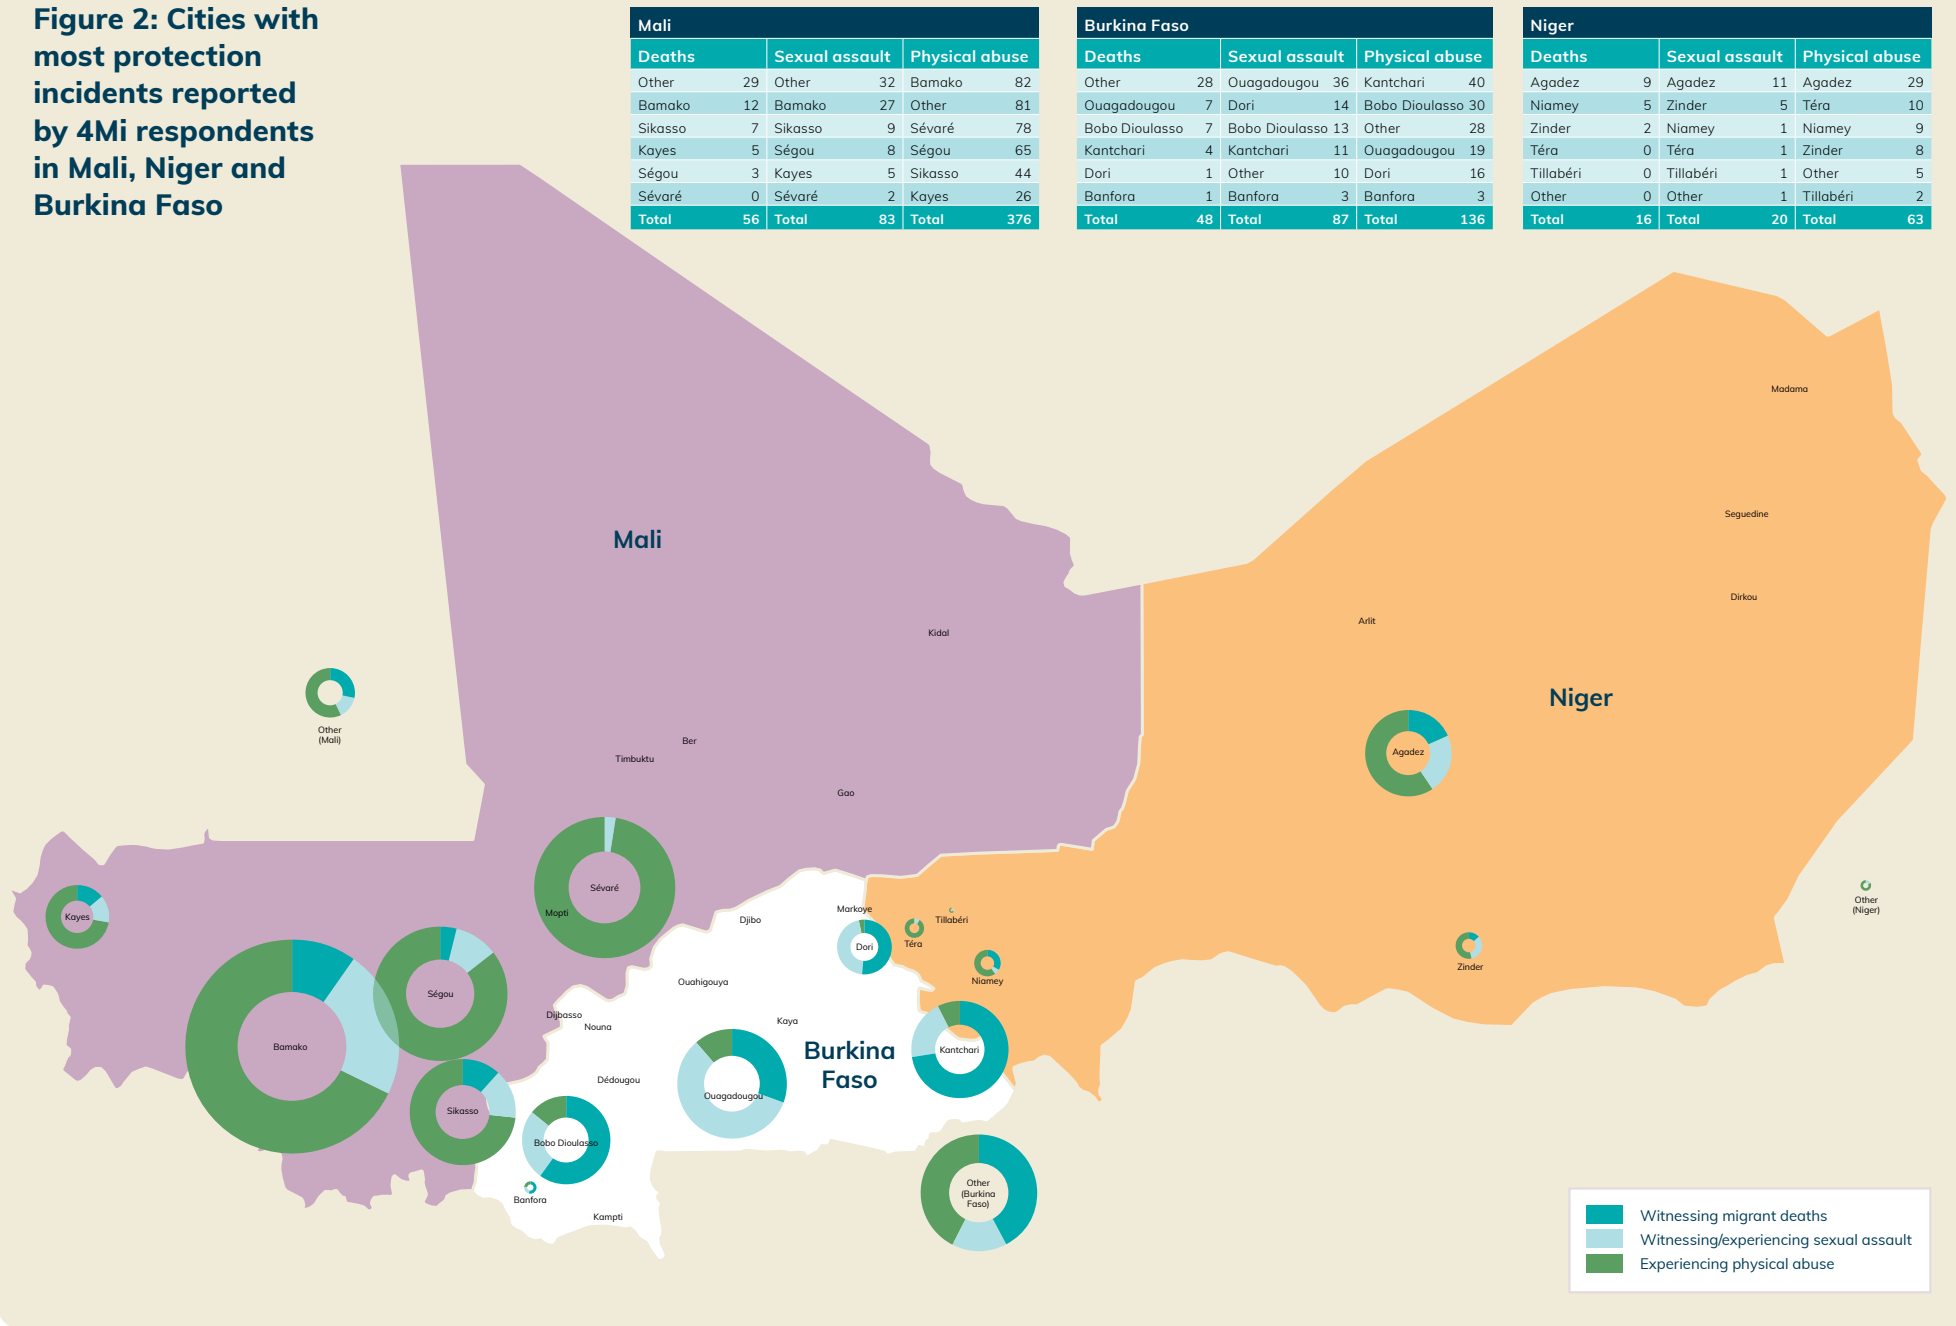 Figure 2: Cities with
most protection
incidents reported
by 4Mi respondents
in Mali, Niger and
Burkina Faso
Mali
Deaths Sexual assault Physical abuse
Other 29 Other 32 Bamako 82
Bamako 12 Bamako 27 Other 81
Sikasso 7 Sikasso 9 Sévaré 78
Kayes 5 Ségou 8 Ségou 65
Ségou 3 Kayes 5 Sikasso 44
Sévaré 0 Sévaré 2 Kayes 26
Total 56 Total 83 Total 376
Burkina Faso
Deaths Sexual assault Physical abuse
Other 28 Ouagadougou 36 Kantchari 40
Ouagadougou 7 Dori 14 Bobo Dioulasso 30
Bobo Dioulasso 7 Bobo Dioulasso 13 Other 28
Kantchari 4 Kantchari 11 Ouagadougou 19
Dori 1 Other 10 Dori 16
Banfora 1 Banfora 3 Banfora 3
Total 48 Total 87 Total 136
Niger
Deaths Sexual assault Physical abuse
Agadez 9 Agadez 11 Agadez 29
Niamey 5 Zinder 5 Téra 10
Zinder 2 Niamey 1 Niamey 9
Téra 0 Téra 1 Zinder 8
Tillabéri 0 Tillabéri 1 Other 5
Other 0 Other 1 Tillabéri 2
Total 16 Total 20 Total 63
Madama
Seguedine
Mali
Dirkou
Arlit
Kidal
Niger
Other
(Mali)
Ber
Agadez
Timbuktu
Gao
Sévaré
Other
(Niger)
Markoye
Mopti
Kayes
Djibo
Tillabéri
Téra
Dori
Zinder
Niamey
Ouahigouya
Ségou
Dijbasso
Kaya
Nouna
Bamako
Burkina
Faso
Kantchari
Dédougou
Ouagadougou
Sikasso
Bobo Dioulasso
Other
(Burkina
Faso)
Banfora
Kampti
Witnessing migrant deaths
Witnessing/experiencing sexual assault
Experiencing physical abuse